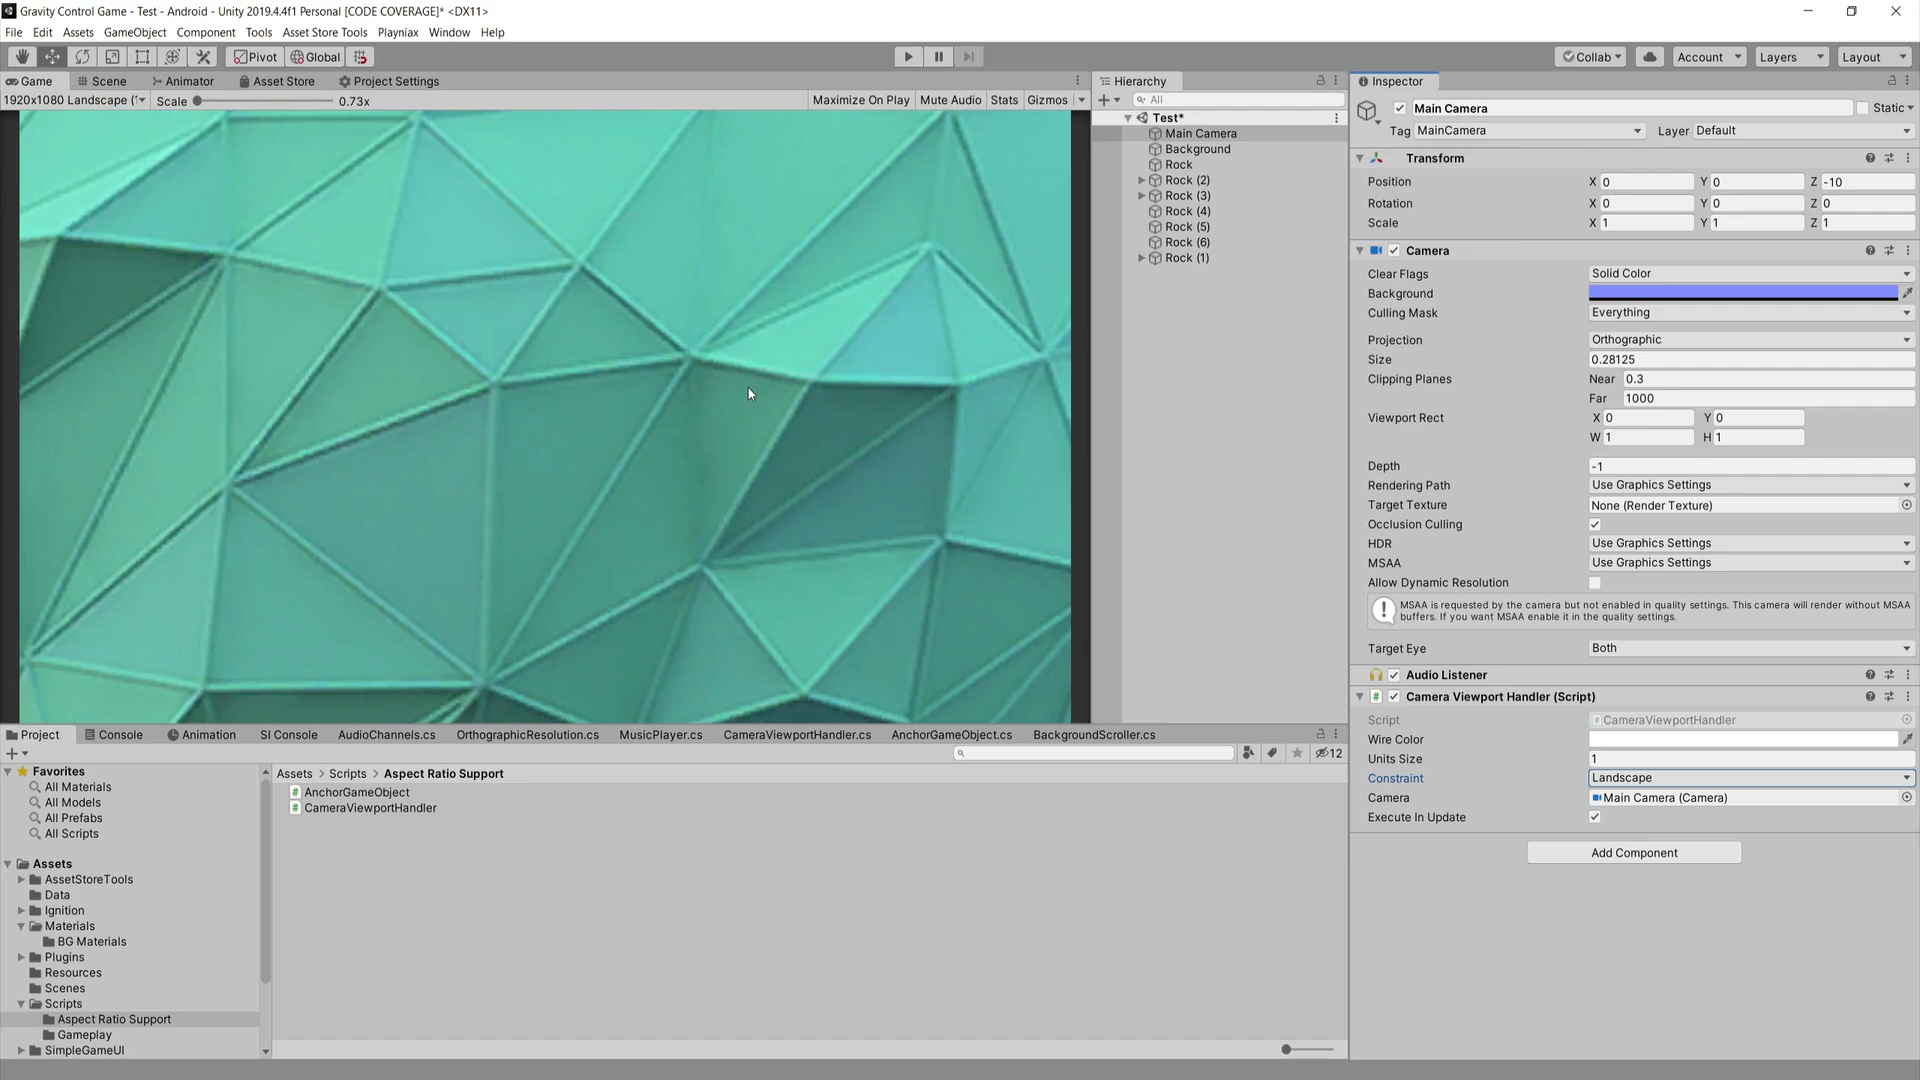 Gravity Control Game - Test - Android - Unity 2019.4.4f1 Personal [CODE COVERAGE]* <DX11>
File Edit Assets GameObject Component Tools Asset Store Tools Playniax Window Help
Pivot Global Collab Account Layers Layout
Game Scene Animator Asset Store Project Settings
1920x1080 Landscape (1 Scale 0.73x Maximize On Play Mute Audio Stats Gizmos
Hierarchy
All
Test*
Main Camera
Background
Rock
Rock (2)
Rock (3)
Rock (4)
Rock (5)
Rock (6)
Rock (1)
Inspector
Main Camera Static
Tag MainCamera Layer Default
Transform
Position X 0 Y 0 Z -10
Rotation X 0 Y 0 Z 0
Scale X 1 Y 1 Z 1
Camera
Clear Flags Solid Color
Background
Culling Mask Everything
Projection Orthographic
Size 0.28125
Clipping Planes Near 0.3
Far 1000
Viewport Rect X 0 Y 0
W 1 H 1
Depth -1
Rendering Path Use Graphics Settings
Target Texture None (Render Texture)
Occlusion Culling
HDR Use Graphics Settings
MSAA Use Graphics Settings
Allow Dynamic Resolution
MSAA is requested by the camera but not enabled in quality settings. This camera will render without MSAA
buffers. If you want MSAA enable it in the quality settings.
Target Eye Both
Audio Listener
# Camera Viewport Handler (Script)
Script CameraViewportHandler
Wire Color
Units Size 1
Constraint Landscape
Camera Main Camera (Camera)
Execute In Update
Add Component
Project Console Animation SI Console AudioChannels.cs OrthographicResolution.cs MusicPlayer.cs CameraViewportHandler.cs AnchorGameObject.cs BackgroundScroller.cs
12
Favorites
All Materials
All Models
All Prefabs
All Scripts
Assets
AssetStoreTools
Data
Ignition
Materials
BG Materials
Plugins
Resources
Scenes
Scripts
Aspect Ratio Support
Gameplay
SimpleGameUI
Assets > Scripts > Aspect Ratio Support
# AnchorGameObject
# CameraViewportHandler